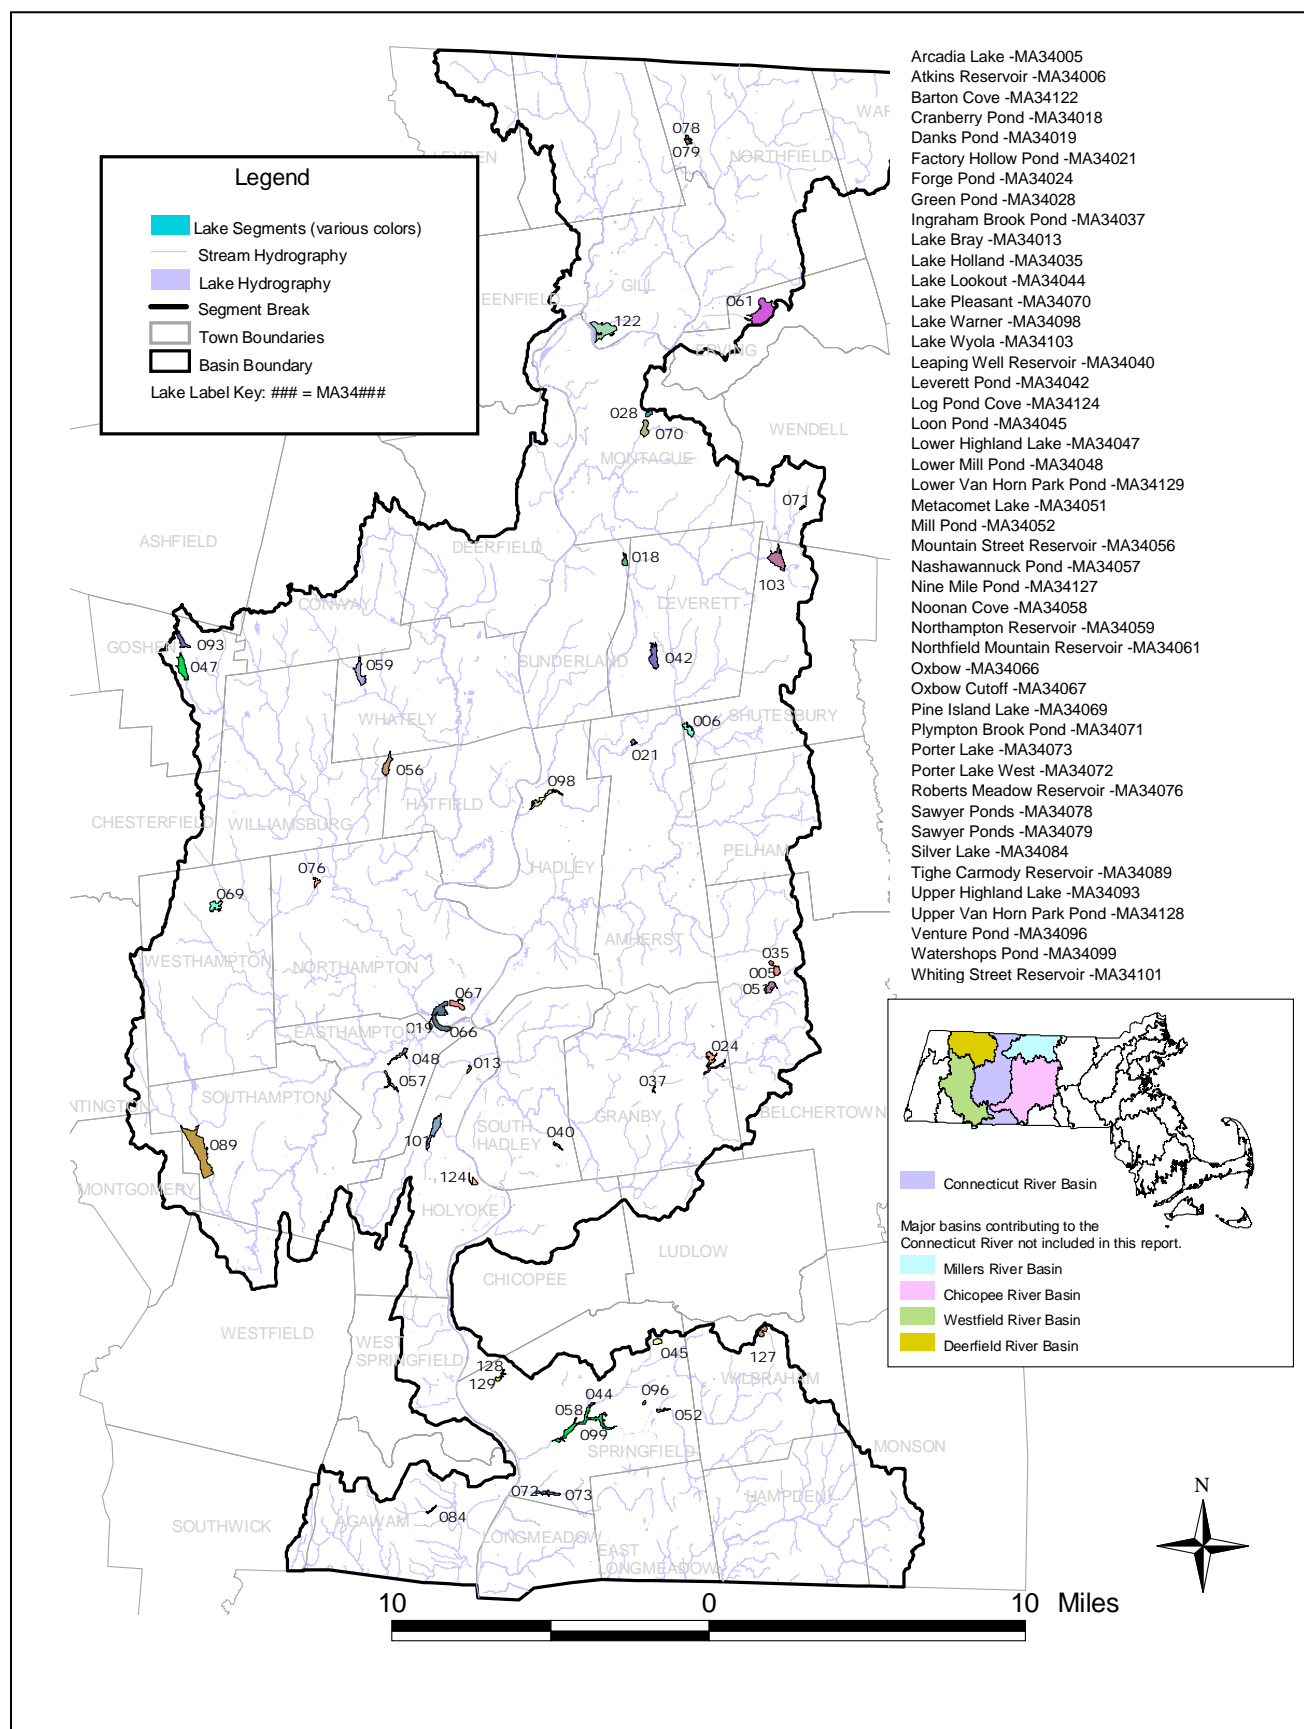 Arcadia Lake -MA34005
Atkins Reservoir -MA34006
Barton Cove -MA34122
Cranberry Pond -MA34018
Danks Pond -MA34019
Factory Hollow Pond -MA34021
Forge Pond -MA34024
Green Pond -MA34028
Ingraham Brook Pond -MA34037
Lake Bray -MA34013
Lake Holland -MA34035
Lake Lookout -MA34044
Lake Pleasant -MA34070
Lake Warner -MA34098
Lake Wyola -MA34103
Leaping Well Reservoir -MA34040
Leverett Pond -MA34042
Log Pond Cove -MA34124
Loon Pond -MA34045
Lower Highland Lake -MA34047
Lower Mill Pond -MA34048
Lower Van Horn Park Pond -MA34129
Metacomet Lake -MA34051
Mill Pond -MA34052
Mountain Street Reservoir -MA34056
Nashawannuck Pond -MA34057
Nine Mile Pond -MA34127
Noonan Cove -MA34058
Northampton Reservoir -MA34059
Northfield Mountain Reservoir -MA34061
Oxbow -MA34066
Oxbow Cutoff -MA34067
Pine Island Lake -MA34069
Plympton Brook Pond -MA34071
Porter Lake -MA34073
Porter Lake West -MA34072
Roberts Meadow Reservoir -MA34076
Sawyer Ponds -MA34078
Sawyer Ponds -MA34079
Silver Lake -MA34084
Tighe Carmody Reservoir -MA34089
Upper Highland Lake -MA34093
Upper Van Horn Park Pond -MA34128
Venture Pond -MA34096
Watershops Pond -MA34099
Whiting Street Reservoir -MA34101
Legend
Lake Segments (various colors)
Stream Hydrography
Lake Hydrography
Segment Break
Town Boundaries
Basin Boundary
Lake Label Key: ### = MA34###
WAR
078
079
NORTHFIELD
LEYDEN
GILL
EENFIELD
061
122
ERVING
028
070
WENDELL
MONTAGUE
071
ASHFIELD
DEERFIELD
018
103
CONWAY
LEVERETT
GOSHEN
093
047
059
SUNDERLAND
042
WHATELY
006
SHUTESBURY
021
056
098
HATFIELD
CHESTERFIELD
WILLIAMSBURG
PELHAM
HADLEY
076
069
AMHERST
WESTHAMPTON
NORTHAMPTON
035
005
051
067
019
066
EASTHAMPTON
048
013
024
057
037
NTINGTON
SOUTHAMPTON
GRANBY
BELCHERTOWN
101
SOUTH
HADLEY
040
089
124
MONTGOMERY
HOLYOKE
LUDLOW
CHICOPEE
WESTFIELD
WEST
SPRINGFIELD
045
127
128
129
WILBRAHAM
044
096
058
052
099
SPRINGFIELD
MONSON
072
073
HAMPDEN
SOUTHWICK
AGAWAM
084
LONGMEADOW
EAST
LONGMEADOW
Connecticut River Basin
Major basins contributing to the
Connecticut River not included in this report.
Millers River Basin
Chicopee River Basin
Westfield River Basin
Deerfield River Basin
N
10 0 10 Miles